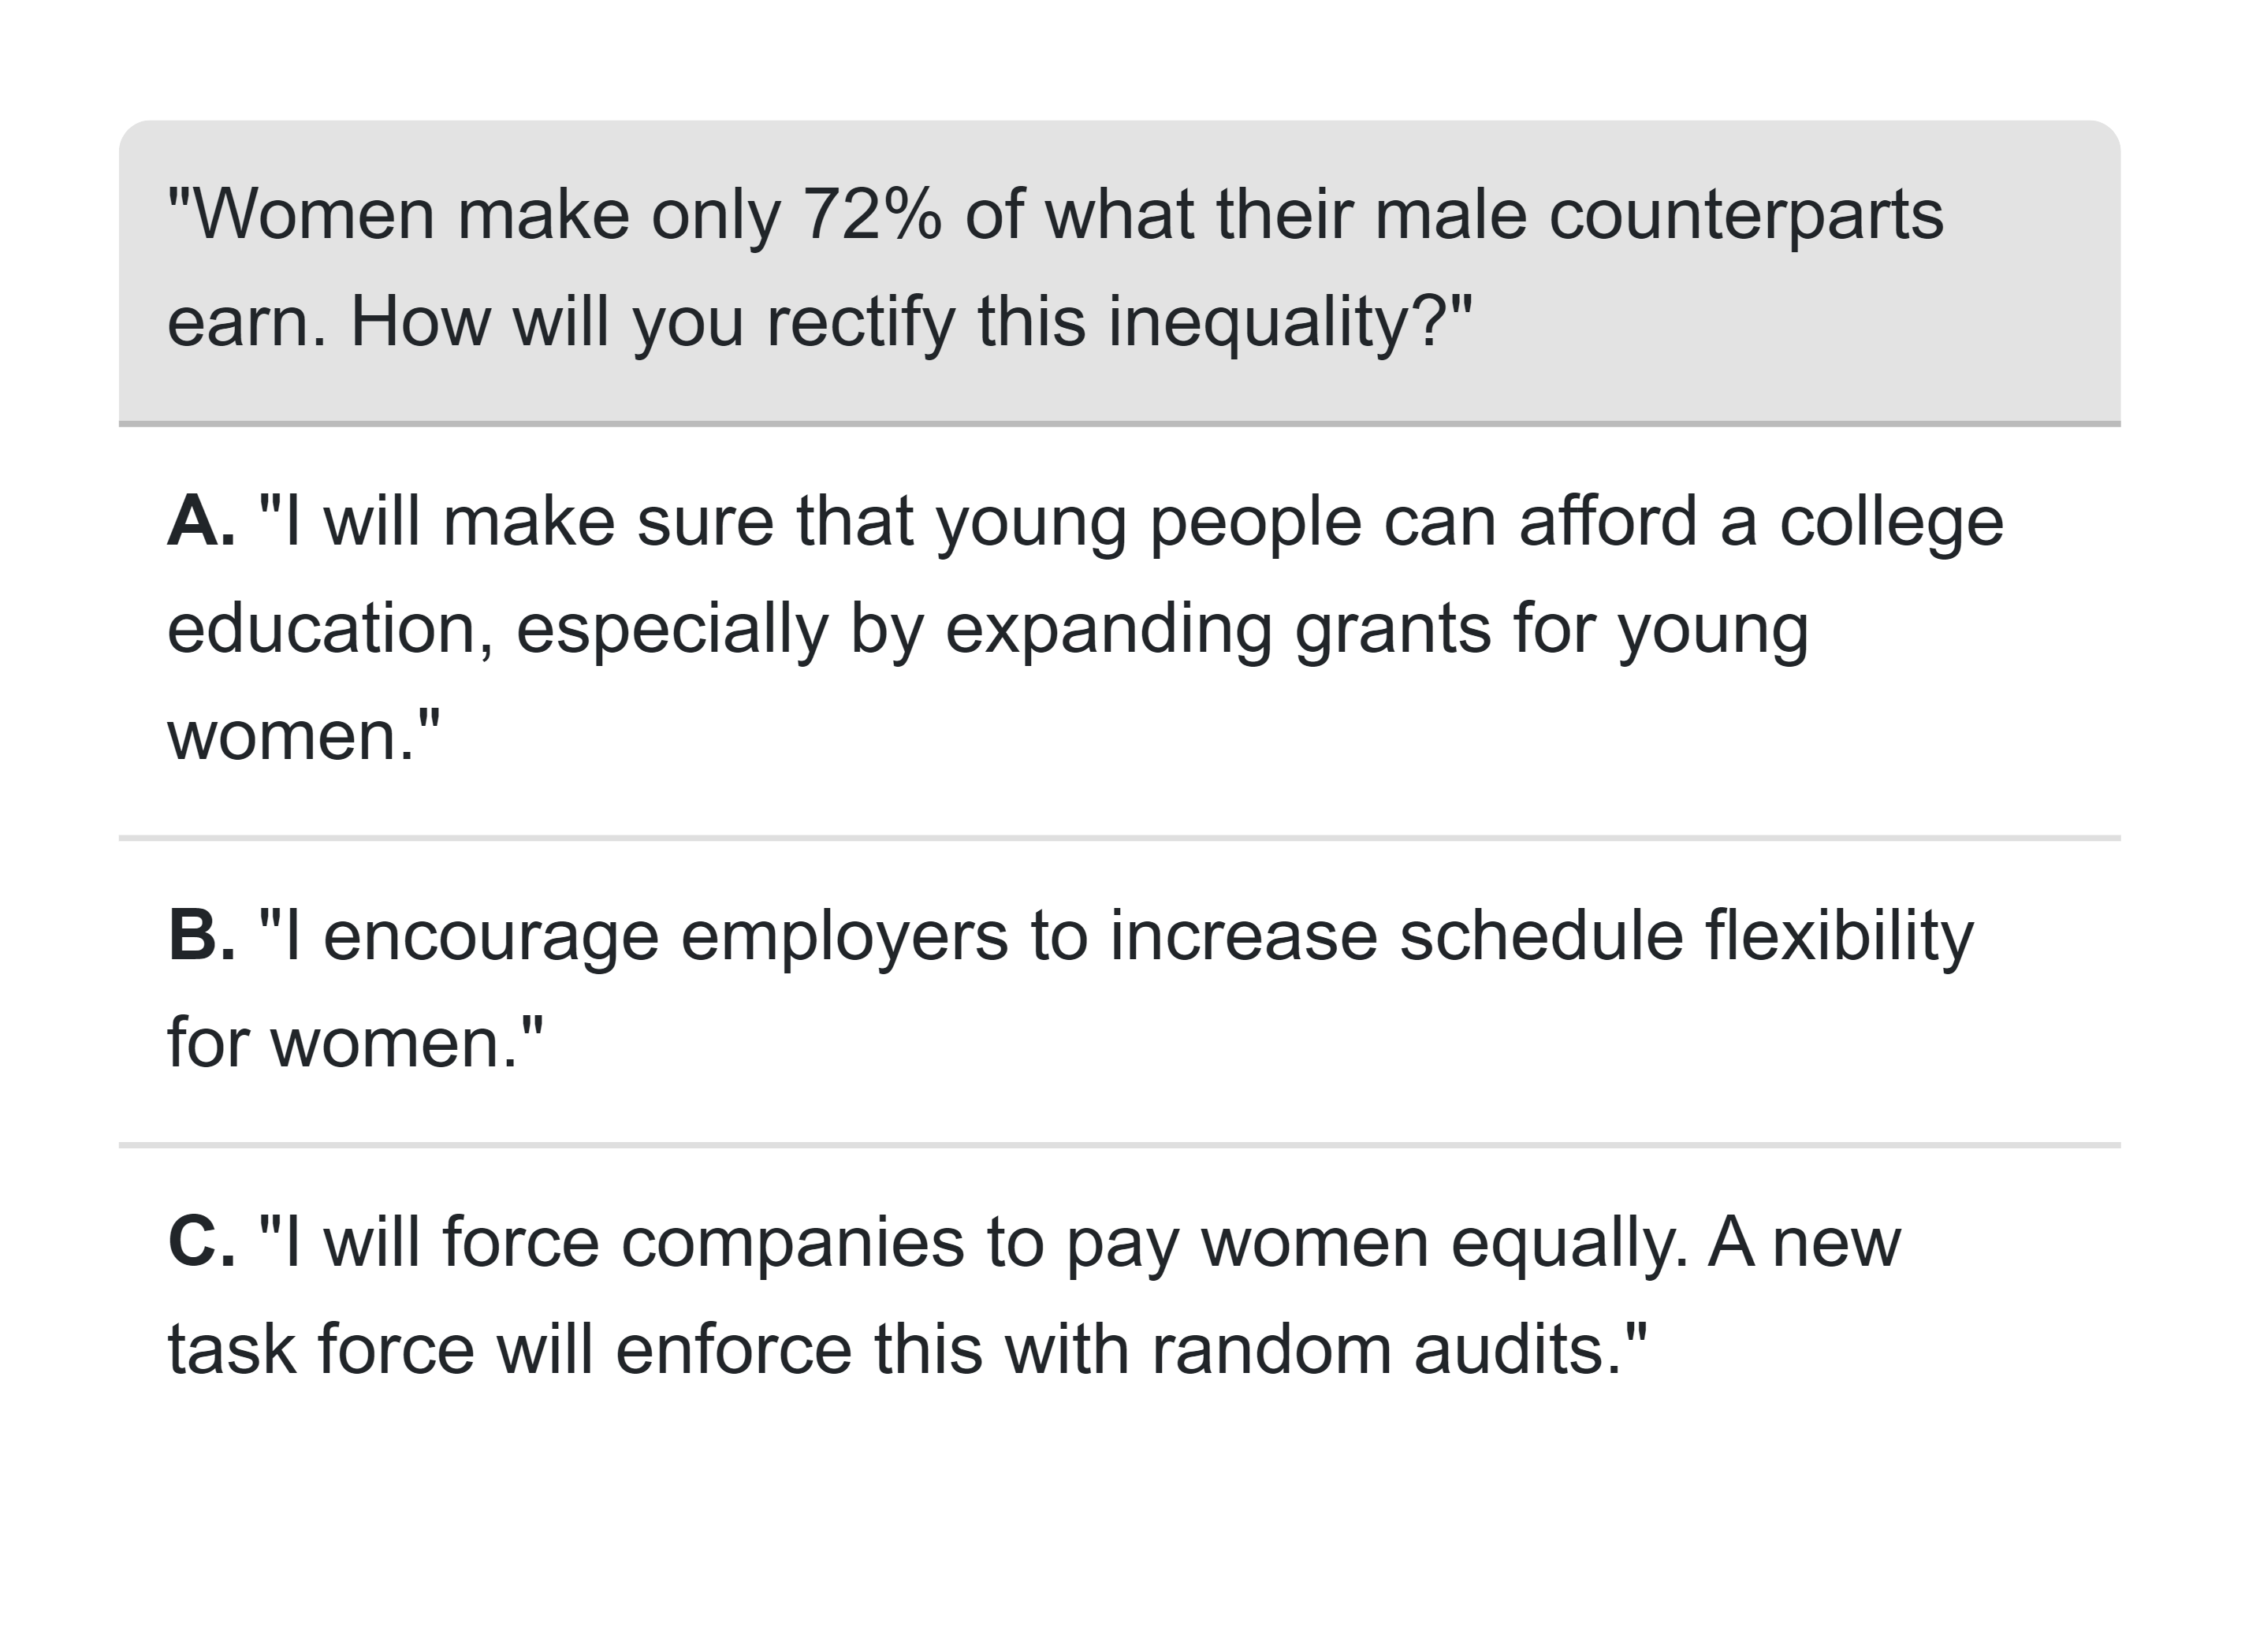 "Women make only 72% of what their male counterparts
earn. How will you rectify this inequality?"
A. "I will make sure that young people can afford a college
education, especially by expanding grants for young
women."
B. "I encourage employers to increase schedule flexibility
for women."
C. "I will force companies to pay women equally. A new
task force will enforce this with random audits."